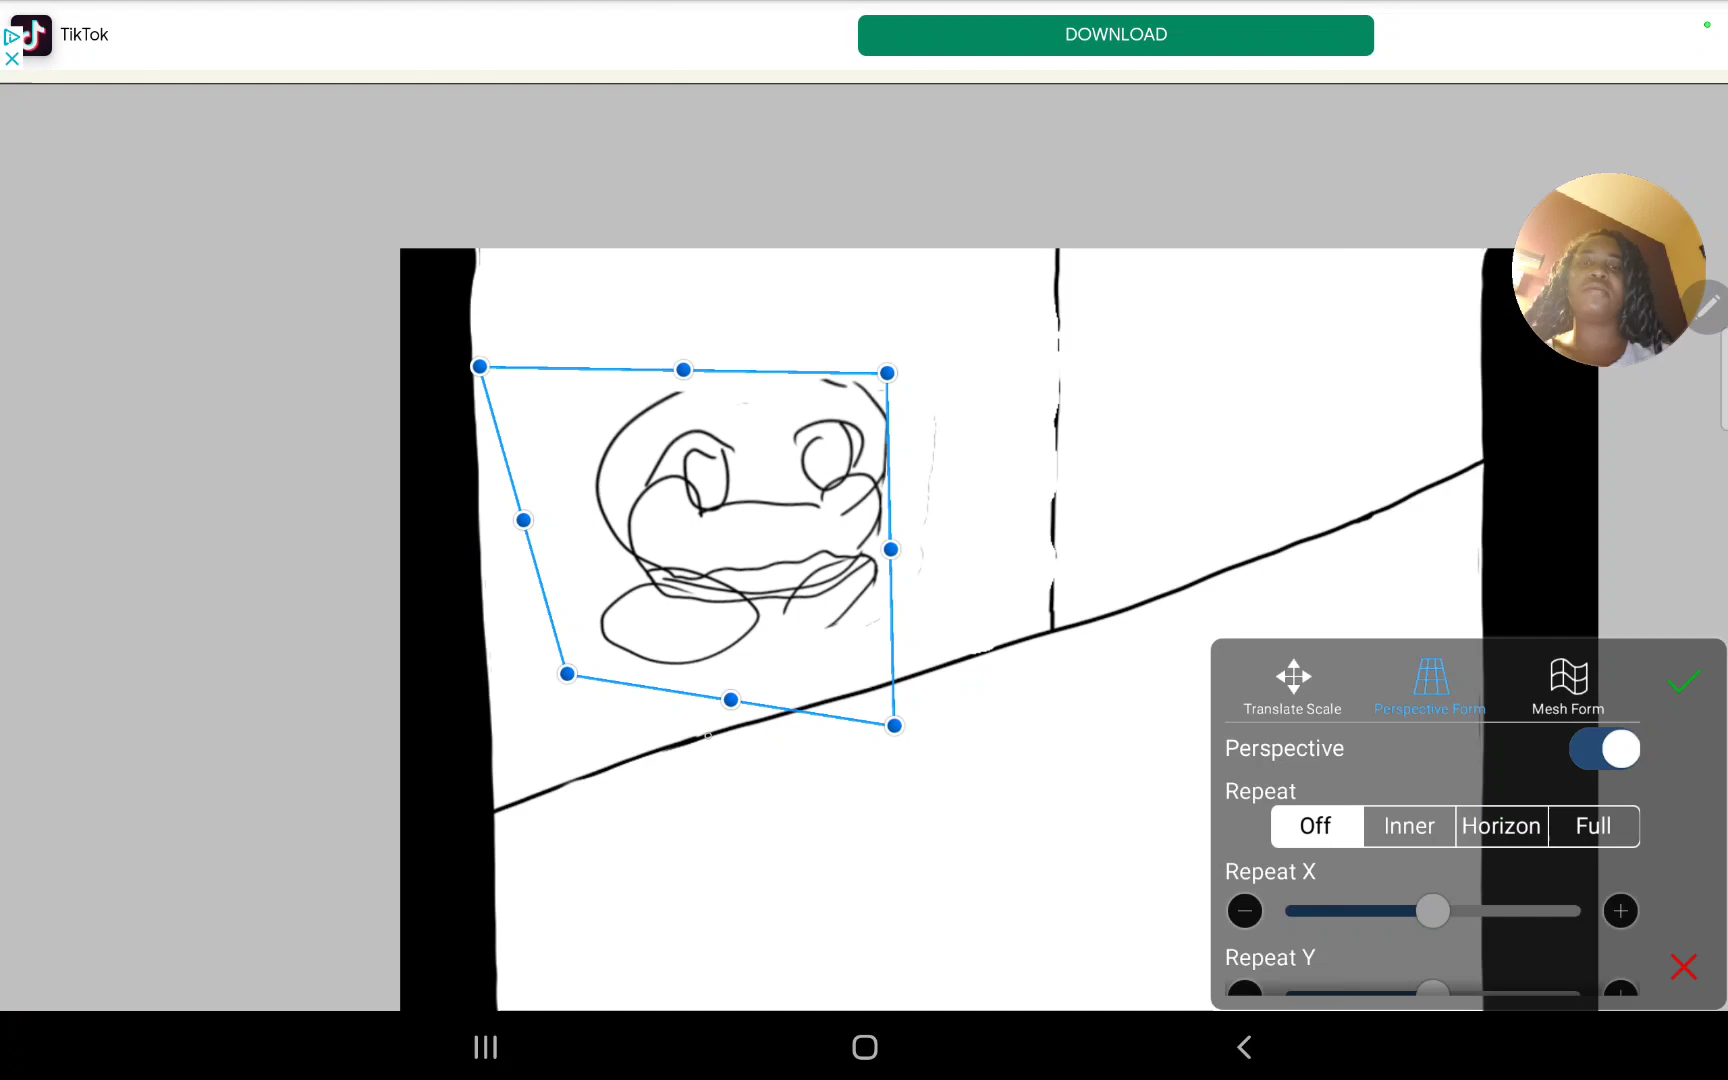 TikTok
DOWNLOAD
Translate Scale
Perspective Form
Mesh Form
Perspective
Repeat
Off
Inner
Horizon
Full
Repeat X
Repeat Y